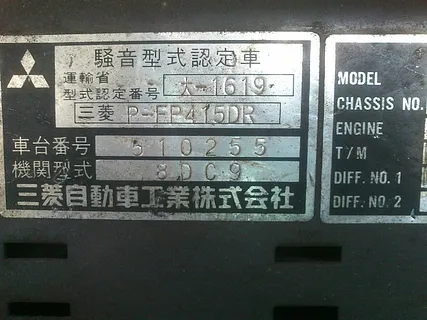 騒音型式認定車
運輸省
型式認定番号 大-1619
三菱 P-FP415DR
車台番号 510255
機関型式 8DC9
三菱自動車工業株式会社
MODEL
CHASSIS NO.
ENGINE
T/M
DIFF. NO. 1
DIFF. NO. 2